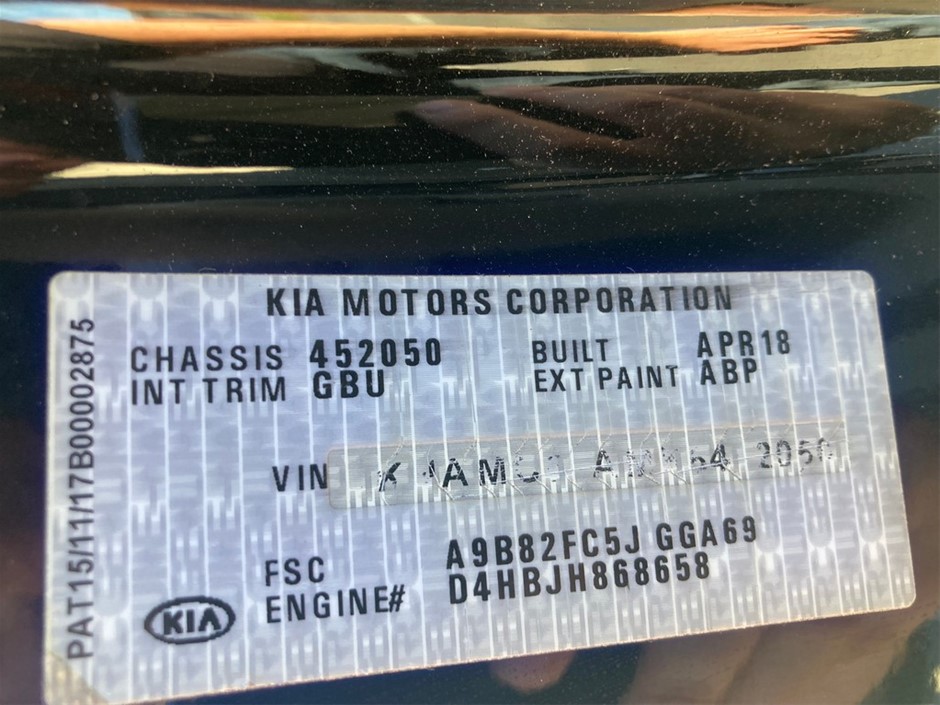 KIA MOTORS CORPORATION
CHASSIS 452050 BUILT APR18
INT TRIM GBU EXT PAINT ABP
VIN
FSC A9B82FC5J GGA69
ENGINE# D4HBJH868658
KIA
PAT15/11/17B00002875